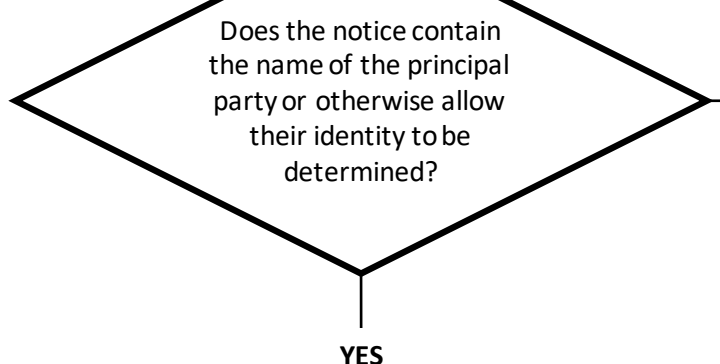 Does the notice contain
the name of the principal
party or otherwise allow
their identity to be
determined?
YES